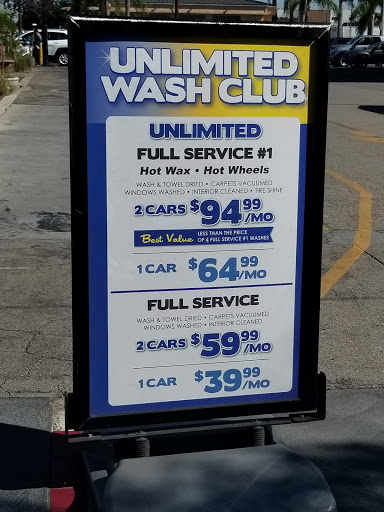 UNLIMITED
WASH CLUB
UNLIMITED
FULL SERVICE #1
Hot Wax • Hot Wheels
WASH & TOWEL DRIED • CARPETS VACUUMED
WINDOWS WASHED • INTERIOR CLEANED • TIRE SHINE
2 CARS $94.99/MO
Best Value LESS THAN THE PRICE
OF 4 FULL SERVICE #1 WASHES
1 CAR $64.99/MO
FULL SERVICE
WASH & TOWEL DRIED • CARPETS VACUUMED
WINDOWS WASHED • INTERIOR CLEANED
2 CARS $59.99/MO
1 CAR $39.99/MO